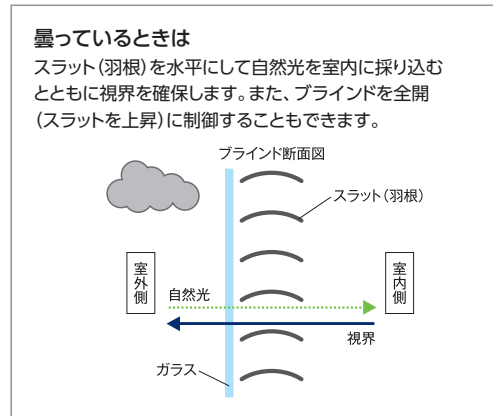 曇っているときは
スラット(羽根)を水平にして自然光を室内に採り込む
とともに視界を確保します。また、ブラインドを全開
(スラットを上昇)に制御することもできます。
ブラインド断面図
スラット(羽根)
室外側
室内側
自然光
視界
ガラス